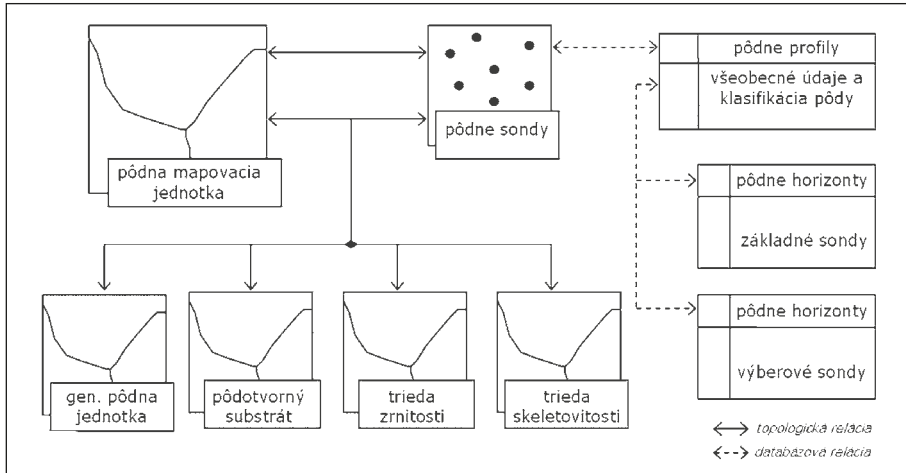 pôdna mapovacia
jednotka
pôdne sondy
pôdne profily
všeobecné údaje a
klasifikácia pôdy
pôdne horizonty
základné sondy
pôdne horizonty
výberové sondy
gen. pôdna
jednotka
pôdotvorný
substrát
trieda
zrnitosti
trieda
skeletovitosti
topologická relácia
databázová relácia